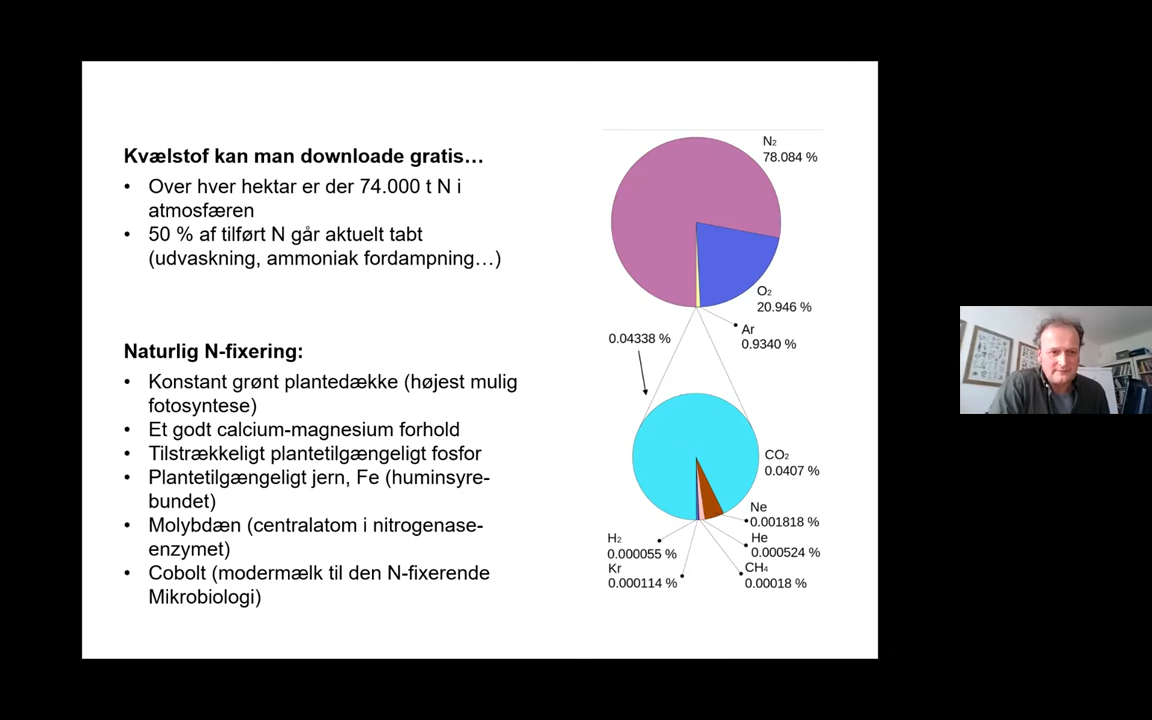 Kvælstof kan man downloade gratis…
• Over hver hektar er der 74.000 t N i
atmosfæren
• 50 % af tilført N går aktuelt tabt
(udvaskning, ammoniak fordampning…)
Naturlig N-fixering:
• Konstant grønt plantedække (højest mulig
fotosyntese)
• Et godt calcium-magnesium forhold
• Tilstrækkeligt plantetilgængeligt fosfor
• Plantetilgængeligt jern, Fe (huminsyre-
bundet)
• Molybdæn (centralatom i nitrogenase-
enzymet)
• Cobolt (modermælk til den N-fixerende
Mikrobiologi)
N₂
78.084 %
O₂
20.946 %
Ar
0.9340 %
0.04338 %
CO₂
0.0407 %
Ne
0.001818 %
He
0.000524 %
CH₄
0.00018 %
H₂
0.000055 %
Kr
0.000114 %